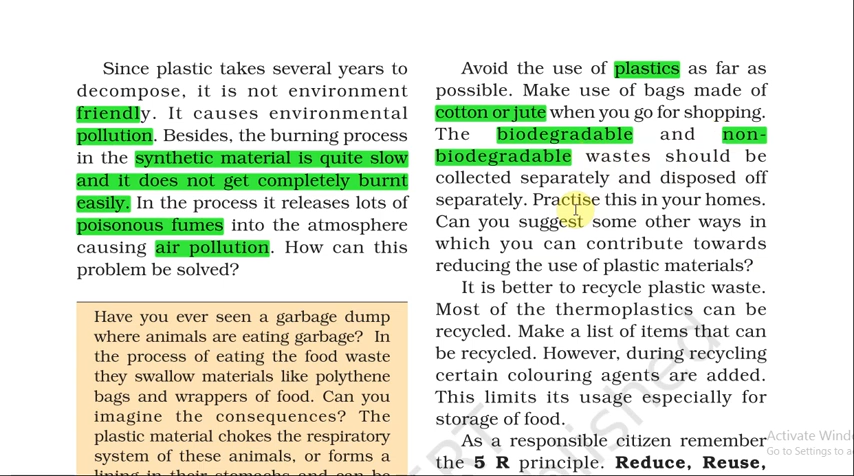 Since plastic takes several years to
decompose, it is not environment
friendly. It causes environmental
pollution. Besides, the burning process
in the synthetic material is quite slow
and it does not get completely burnt
easily. In the process it releases lots of
poisonous fumes into the atmosphere
causing air pollution. How can this
problem be solved?
Have you ever seen a garbage dump
where animals are eating garbage? In
the process of eating the food waste
they swallow materials like polythene
bags and wrappers of food. Can you
imagine the consequences? The
plastic material chokes the respiratory
system of these animals, or forms a
lining in their stomachs and can be
Avoid the use of plastics as far as
possible. Make use of bags made of
cotton or jute when you go for shopping.
The biodegradable and non-
biodegradable wastes should be
collected separately and disposed off
separately. Practise this in your homes.
Can you suggest some other ways in
which you can contribute towards
reducing the use of plastic materials?
It is better to recycle plastic waste.
Most of the thermoplastics can be
recycled. Make a list of items that can
be recycled. However, during recycling
certain colouring agents are added.
This limits its usage especially for
storage of food.
As a responsible citizen remember
the 5 R principle. Reduce, Reuse,
Activate Wind
Go to Settings to a